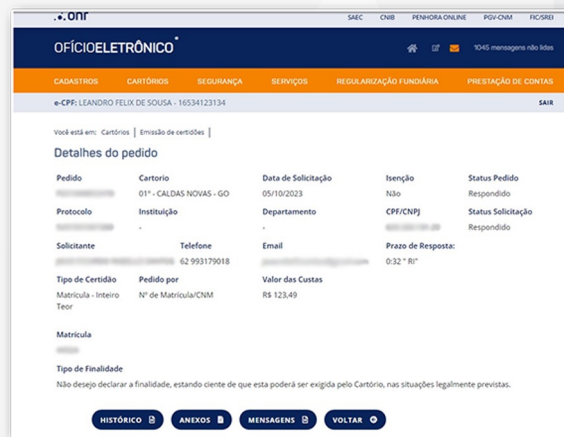 onr SAEC CNIB PENHORA ONLINE PGV-CNM FIC/SREI
OFÍCIOELETRÔNICO 1045 mensagens não lidas
CADASTROS CARTÓRIOS SEGURANÇA SERVIÇOS REGULARIZAÇÃO FUNDIÁRIA PRESTAÇÃO DE CONTAS
e-CPF: LEANDRO FELIX DE SOUSA - 16534123134 SAIR
Você está em: Cartórios | Emissão de certidões |
Detalhes do pedido
Pedido Cartorio Data de Solicitação Isenção Status Pedido
01º - CALDAS NOVAS - GO 05/10/2023 Não Respondido
Protocolo Instituição Departamento CPF/CNPJ Status Solicitação
- - Respondido
Solicitante Telefone Email Prazo de Resposta:
62 993179018 0:32 " RI"
Tipo de Certidão Pedido por Valor das Custas
Matrícula - Inteiro Nº de Matrícula/CNM R$ 123,49
Teor
Matrícula
Tipo de Finalidade
Não desejo declarar a finalidade, estando ciente de que esta poderá ser exigida pelo Cartório, nas situações legalmente previstas.
HISTÓRICO ANEXOS MENSAGENS VOLTAR